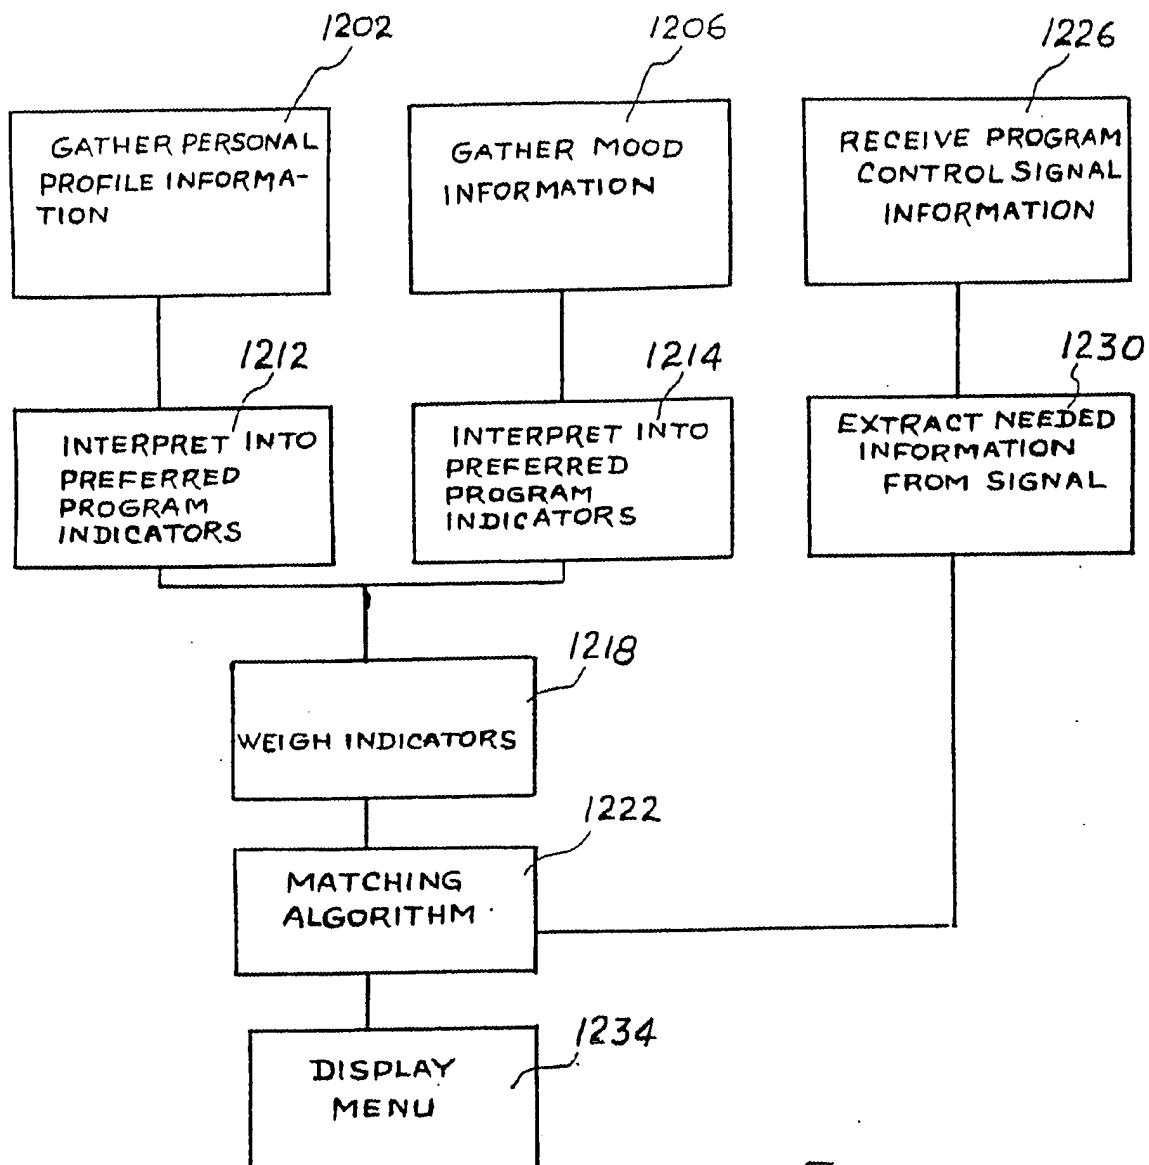 1202
GATHER PERSONAL
PROFILE INFORMA-
TION
1206
GATHER MOOD
INFORMATION
1226
RECEIVE PROGRAM
CONTROL SIGNAL
INFORMATION
1212
INTERPRET INTO
PREFERRED
PROGRAM
INDICATORS
1214
INTERPRET INTO
PREFERRED
PROGRAM
INDICATORS
1230
EXTRACT NEEDED
INFORMATION
FROM SIGNAL
1218
WEIGH INDICATORS
1222
MATCHING
ALGORITHM
1234
DISPLAY
MENU